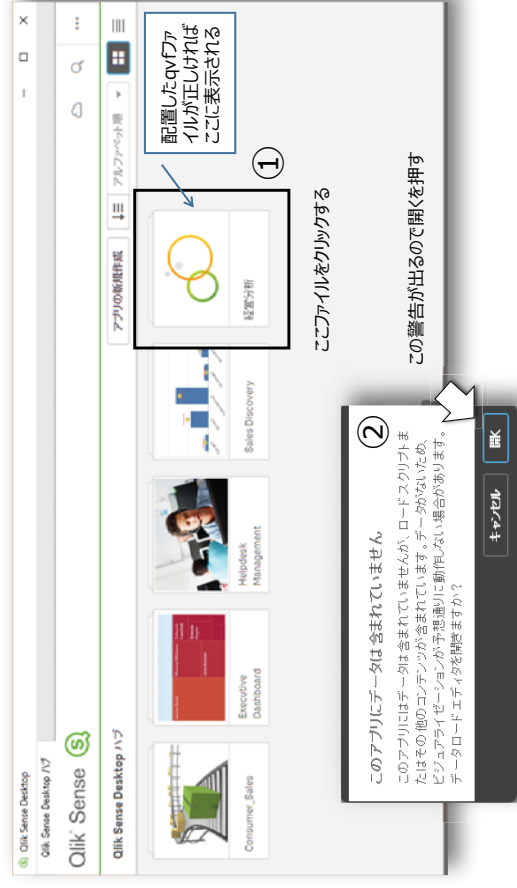 Qlik Sense Desktop
Qlik Sense Desktop ハブ
Qlik Sense
Qlik Sense Desktop ハブ
アプリの新規作成
アルファベット順
Consumer_Sales
Executive
Dashboard
Helpdesk
Management
Sales Discovery
経営分析
配置したqvfファ
イルが正しければ
ここに表示される
①
ここファイルをクリックする
この警告が出るので開くを押す
②
このアプリにデータは含まれていません
このアプリにはデータは含まれていませんが、ロードスクリプトま
たはその他のコンテンツが含まれています。データがないため、
ビジュアライゼーションが予想通りに動作しない場合があります。
データロードエディタを開きますか？
キャンセル
開く